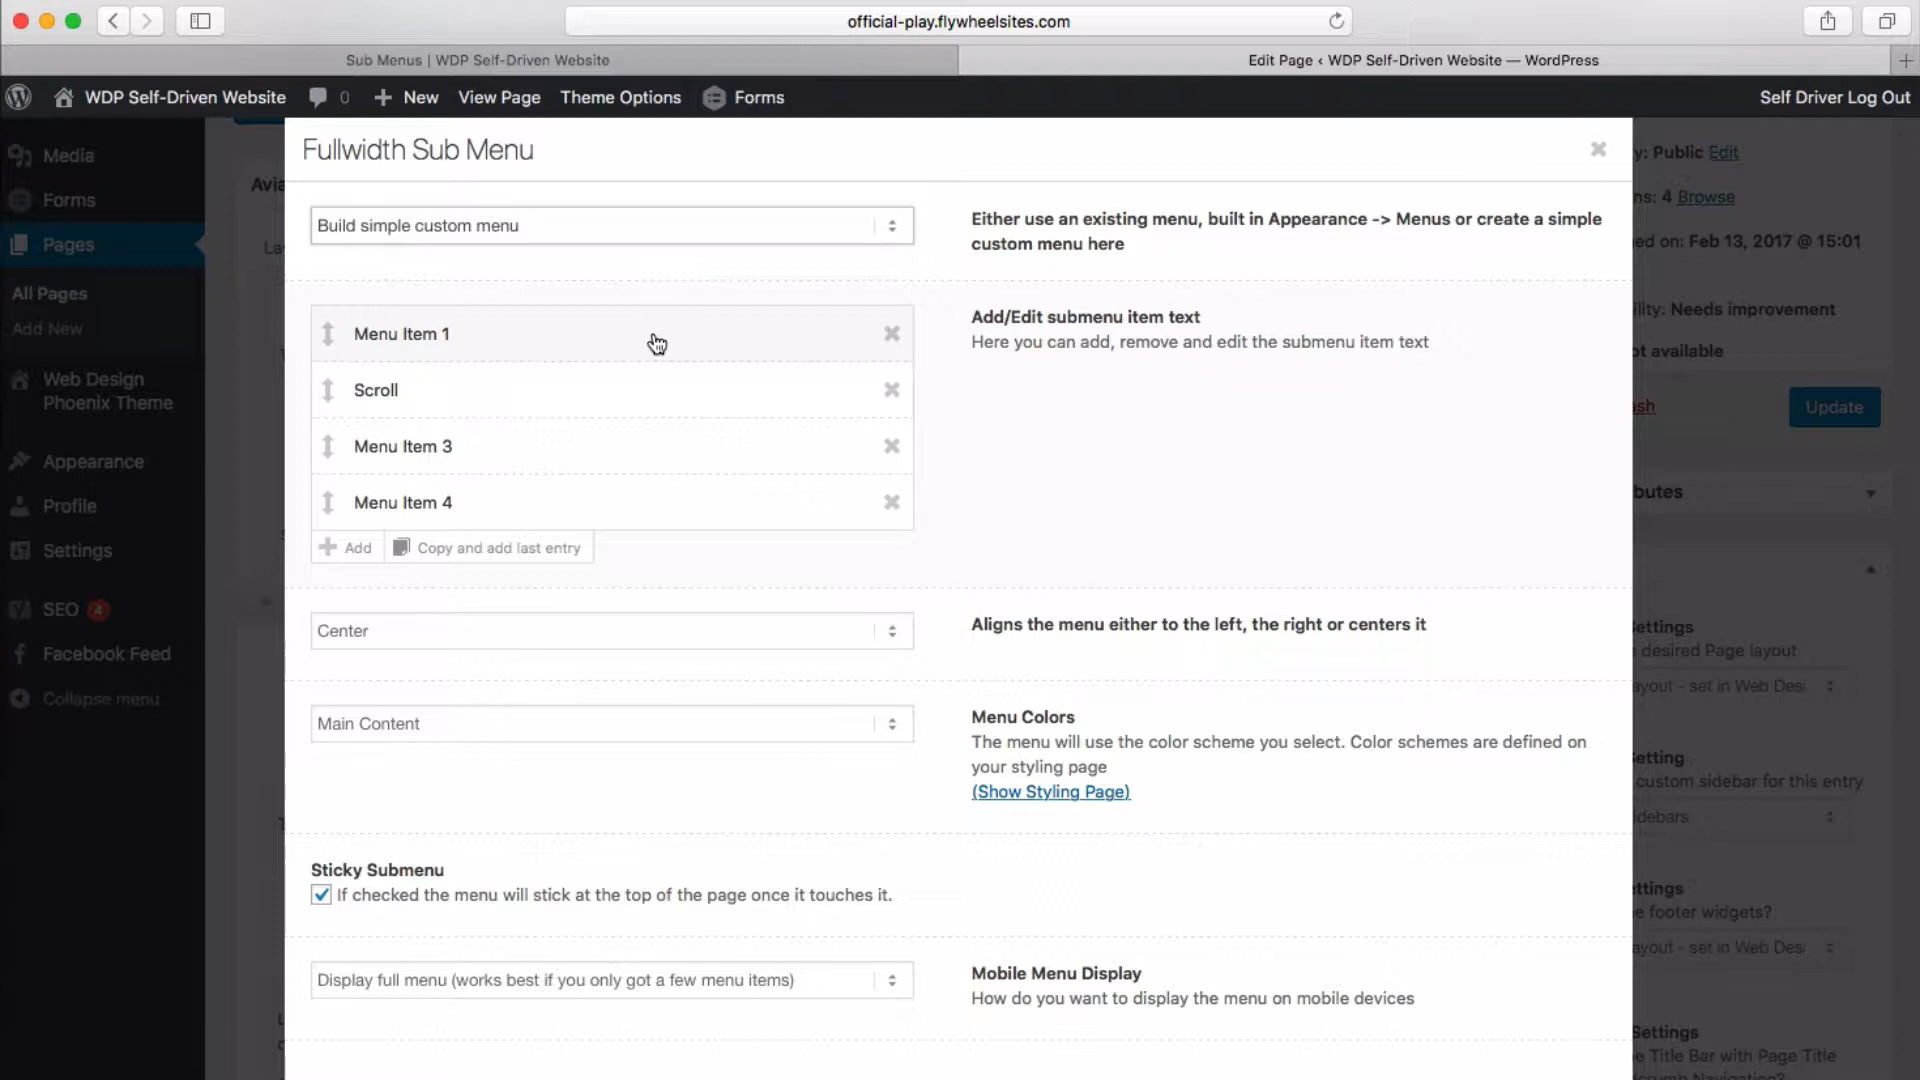 official-play.flywheelsites.com
Sub Menus | WDP Self-Driven Website
Edit Page ‹ WDP Self-Driven Website — WordPress
WDP Self-Driven Website
0
New
View Page
Theme Options
Forms
Self Driver Log Out
Media
Forms
Pages
All Pages
Add New
Web Design
Phoenix Theme
Appearance
Profile
Settings
SEO 4
Facebook Feed
Collapse menu
Fullwidth Sub Menu
Build simple custom menu
Either use an existing menu, built in Appearance -> Menus or create a simple
custom menu here
Menu Item 1
Scroll
Menu Item 3
Menu Item 4
Add
Copy and add last entry
Add/Edit submenu item text
Here you can add, remove and edit the submenu item text
Center
Aligns the menu either to the left, the right or centers it
Main Content
Menu Colors
The menu will use the color scheme you select. Color schemes are defined on
your styling page
(Show Styling Page)
Sticky Submenu
If checked the menu will stick at the top of the page once it touches it.
Display full menu (works best if you only got a few menu items)
Mobile Menu Display
How do you want to display the menu on mobile devices
Avia
y: Public Edit
ns: 4 Browse
ed on: Feb 13, 2017 @ 15:01
ility: Needs improvement
ot available
ash
Update
butes
Settings
desired Page layout
ayout - set in Web Desi
etting
custom sidebar for this entry
debars
ttings
e footer widgets?
ayout - set in Web Desi
Settings
e Title Bar with Page Title